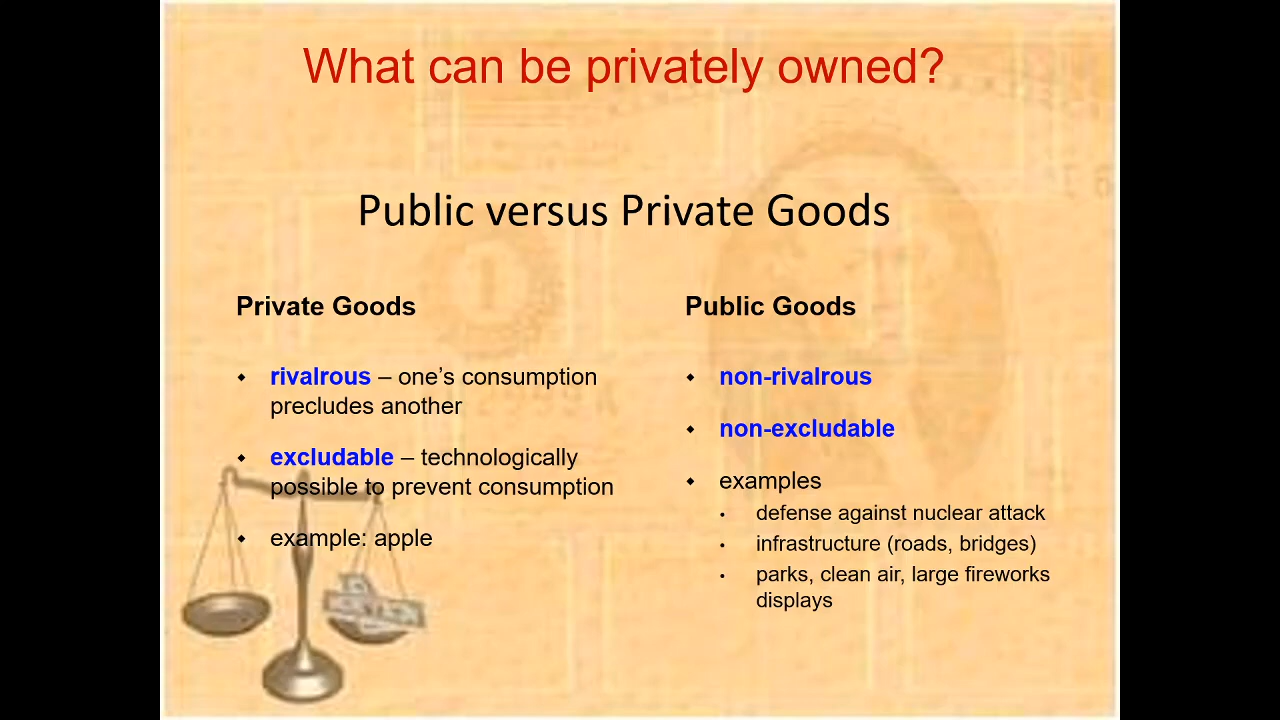 What can be privately owned?
Public versus Private Goods
Private Goods
rivalrous – one’s consumption
precludes another
excludable – technologically
possible to prevent consumption
example: apple
Public Goods
non-rivalrous
non-excludable
examples
defense against nuclear attack
infrastructure (roads, bridges)
parks, clean air, large fireworks
displays